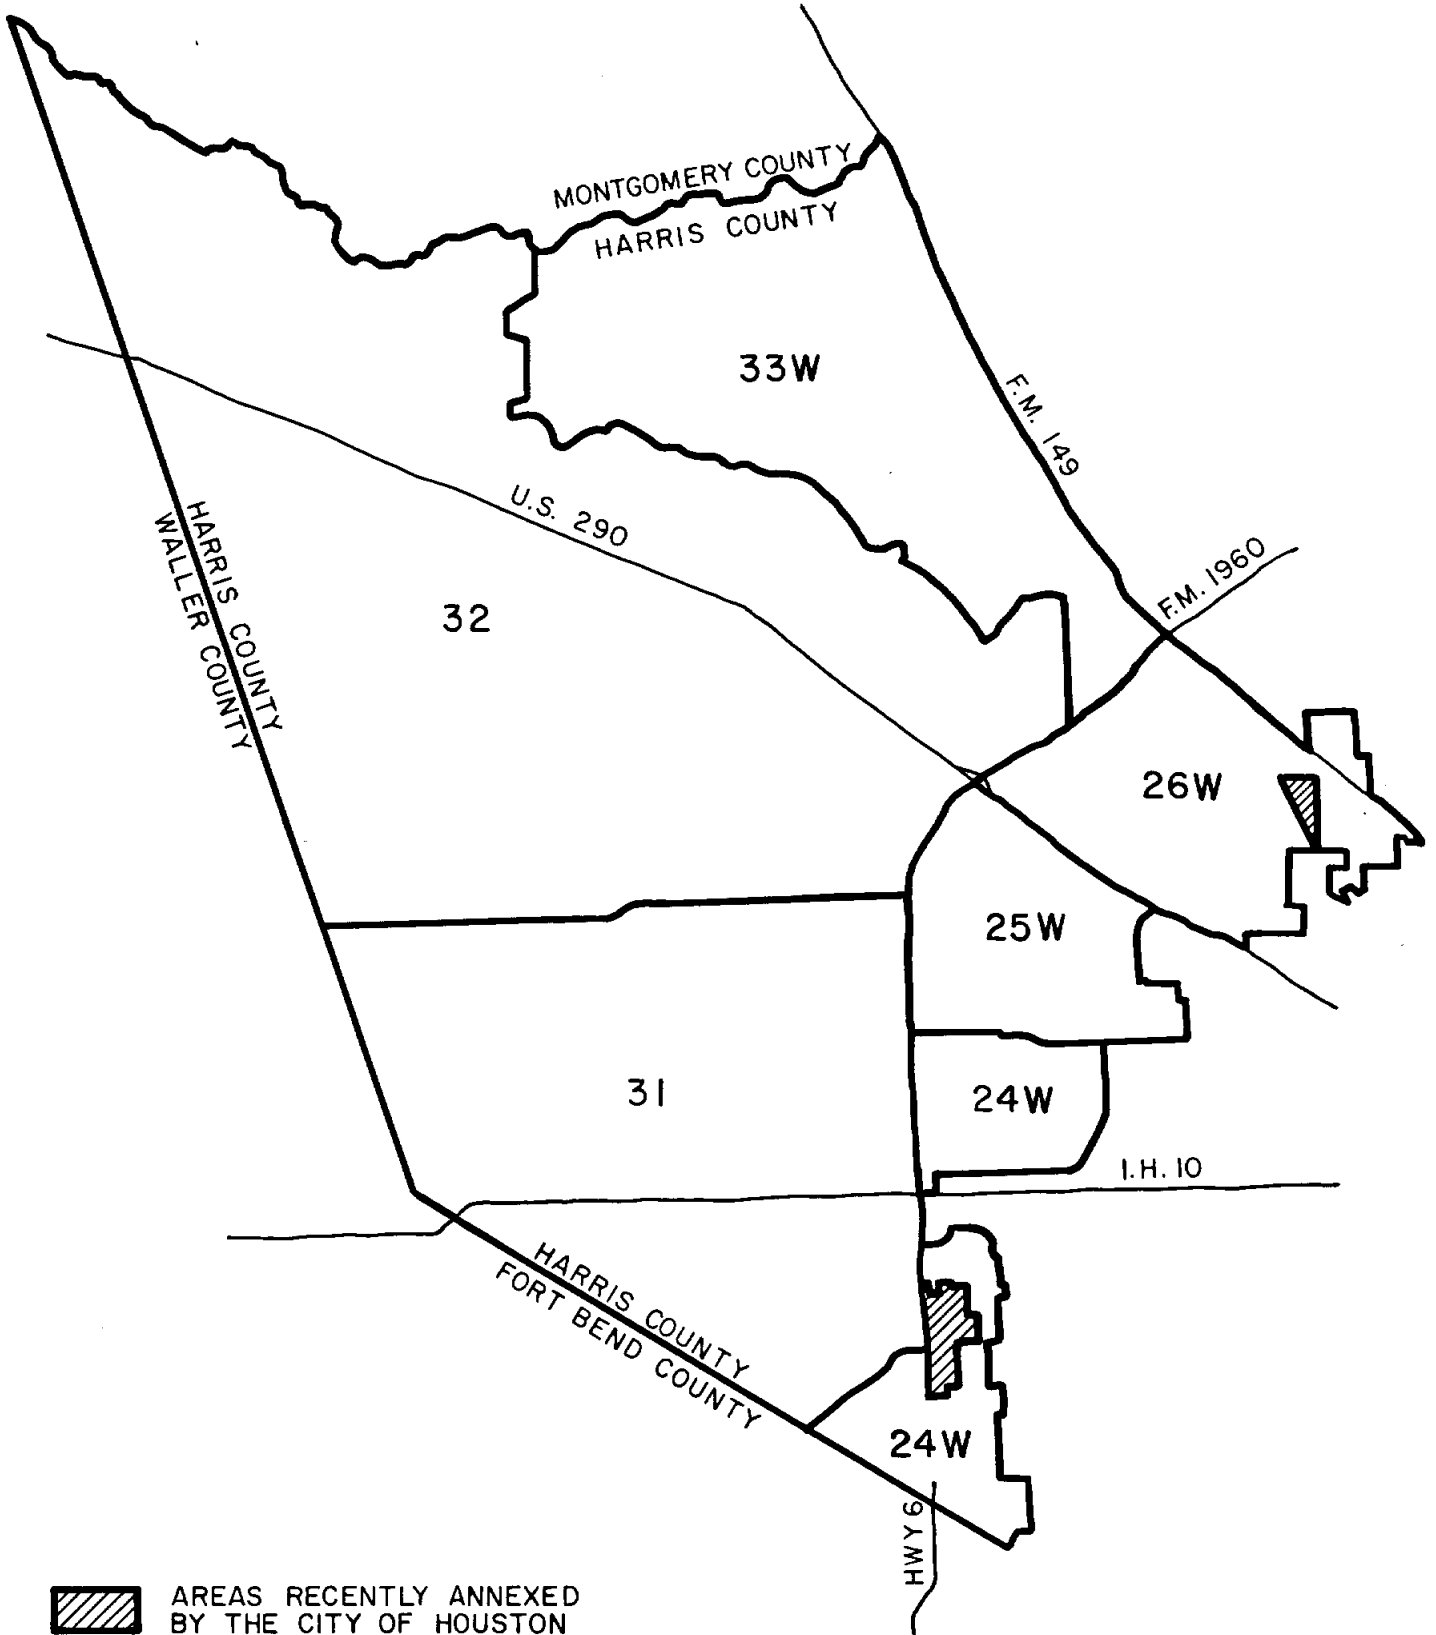 MONTGOMERY COUNTY
HARRIS COUNTY
33W
F.M. 149
U.S. 290
F.M. 1960
HARRIS COUNTY
WALLER COUNTY
32
26W
25W
31
24W
I.H. 10
HARRIS COUNTY
FORT BEND COUNTY
24W
HWY 6
AREAS RECENTLY ANNEXED
BY THE CITY OF HOUSTON